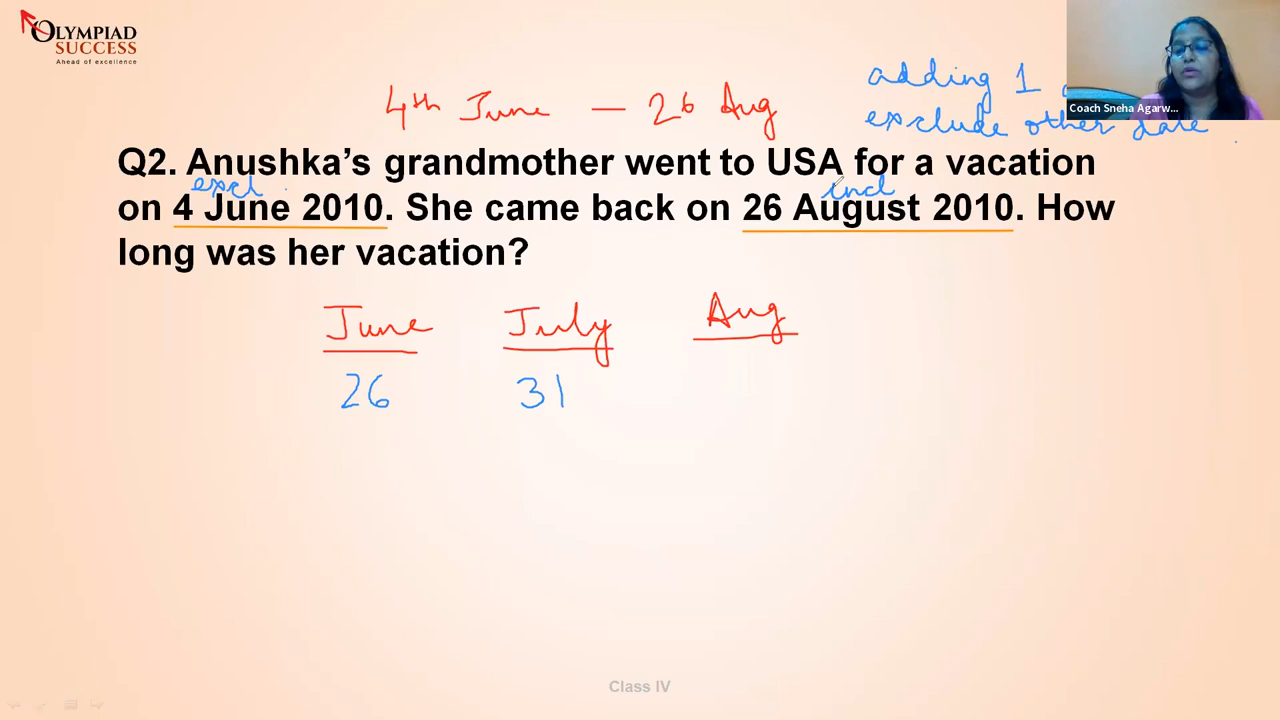 OLYMPIAD
SUCCESS
Ahead of excellence
adding 1
4th June — 26 Aug
exclude other date
Coach Sneha Agarw...
Q2. Anushka's grandmother went to USA for a vacation
excl incl
on 4 June 2010. She came back on 26 August 2010. How
long was her vacation?
June July Aug
26 31
Class IV